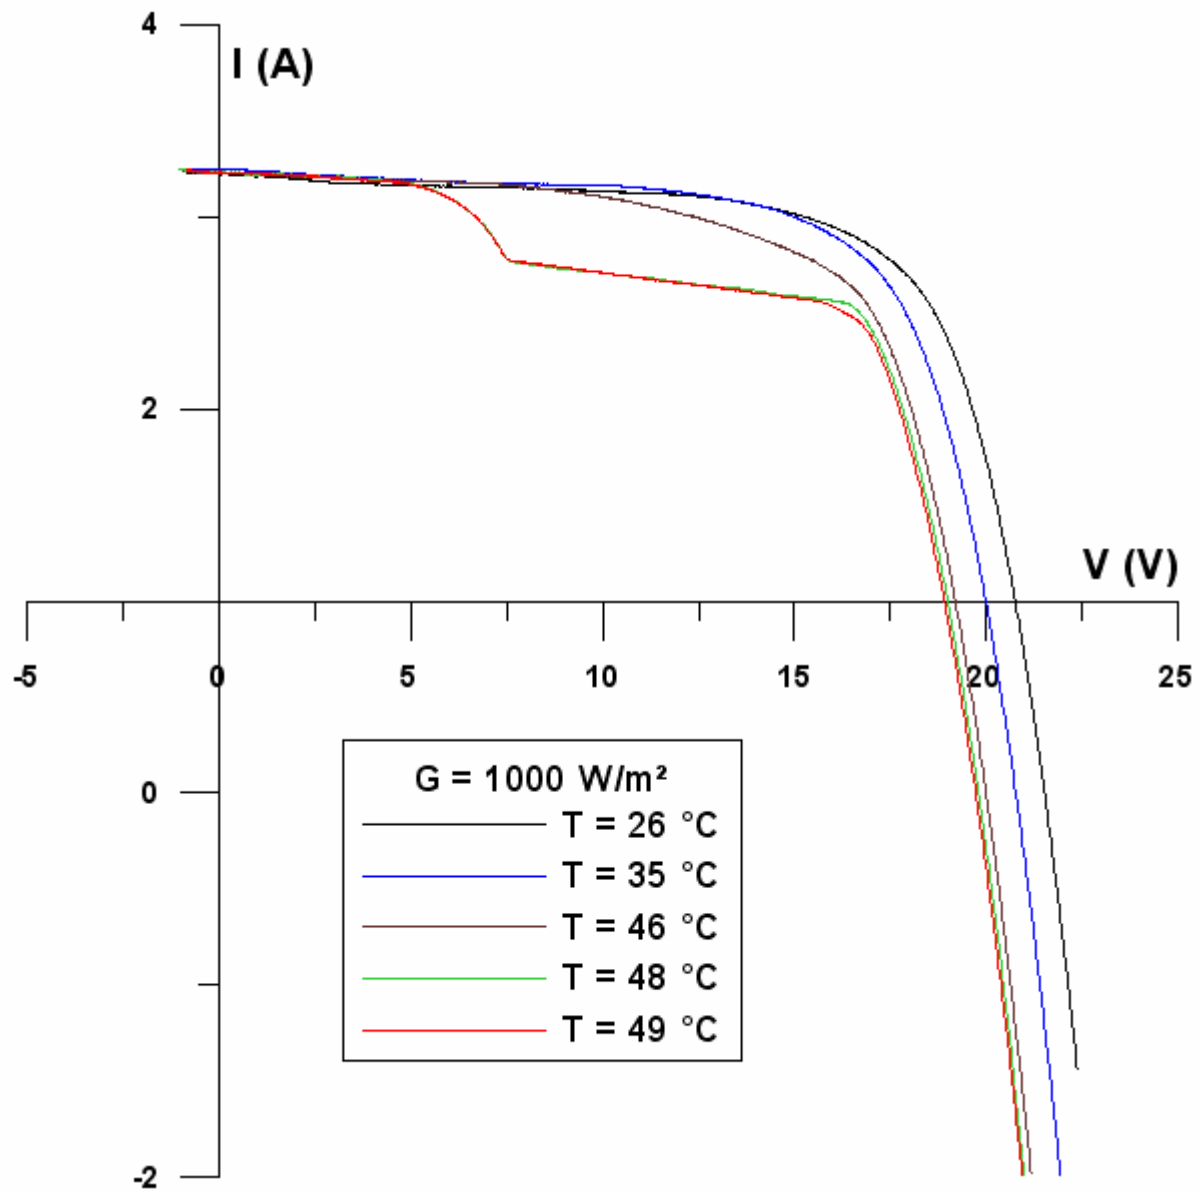 4
I (A)
2
V (V)
-5 0 5 10 15 20 25
0
G = 1000 W/m²
T = 26 °C
T = 35 °C
T = 46 °C
T = 48 °C
T = 49 °C
-2